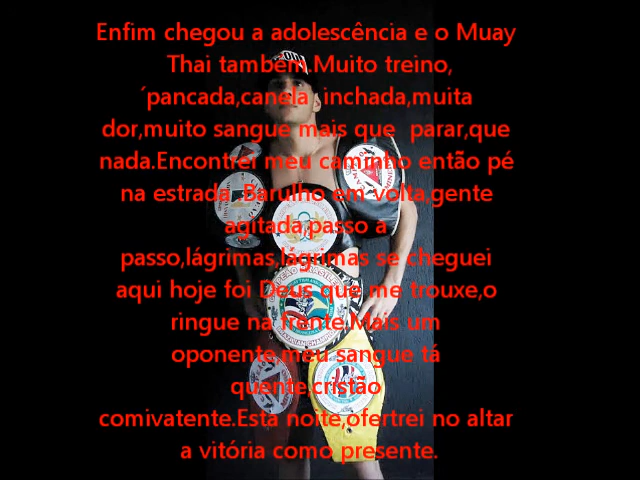 Enfim chegou a adolescência e o Muay
Thai também.Muito treino,
´pancada,canela inchada,muita
dor,muito sangue mais que parar,que
nada.Encontrei meu caminho então pé
na estrada. Barulho em volta,gente
agitada,passo a
passo,lágrimas,lágrimas se cheguei
aqui hoje foi Deus que me trouxe,o
ringue na frente.Mais um
oponente,meu sangue tá
quente,cristão
comivatente.Esta noite,ofertrei no altar
a vitória como presente.